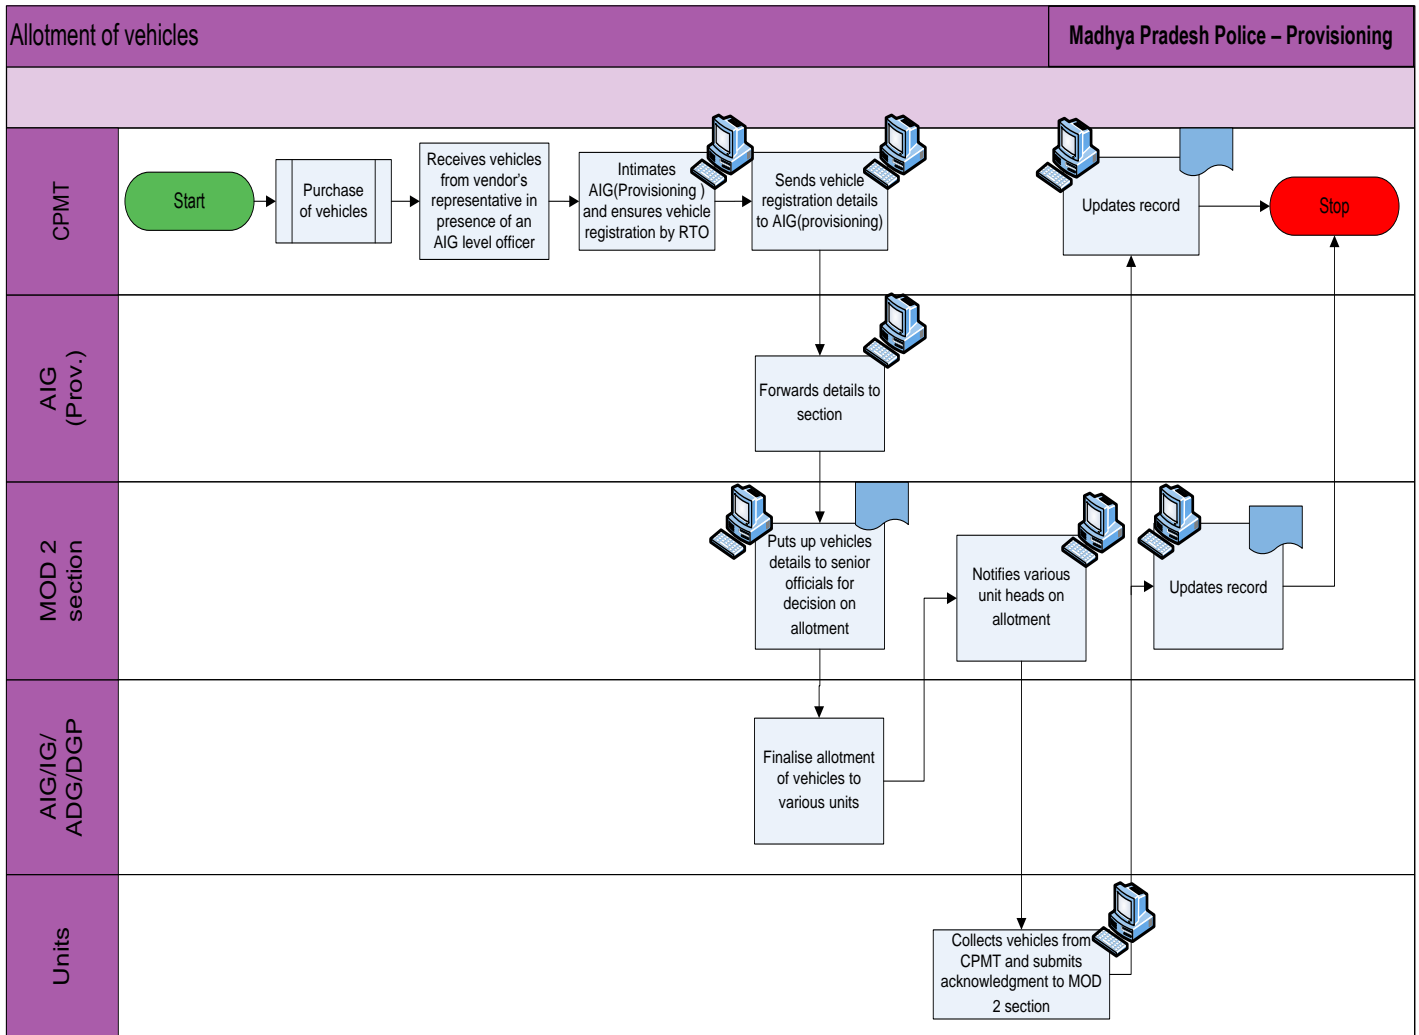 Allotment of vehicles
Madhya Pradesh Police – Provisioning
CPMT
Start
Purchase
of vehicles
Receives vehicles
from vendor's
representative in
presence of an
AIG level officer
Intimates
AIG(Provisioning )
and ensures vehicle
registration by RTO
Sends vehicle
registration details
to AIG(provisioning)
Updates record
Stop
AIG
(Prov.)
Forwards details to
section
MOD 2
section
Puts up vehicles
details to senior
officials for
decision on
allotment
Notifies various
unit heads on
allotment
Updates record
AIG/IG/
ADG/DGP
Finalise allotment
of vehicles to
various units
Units
Collects vehicles from
CPMT and submits
acknowledgment to MOD
2 section